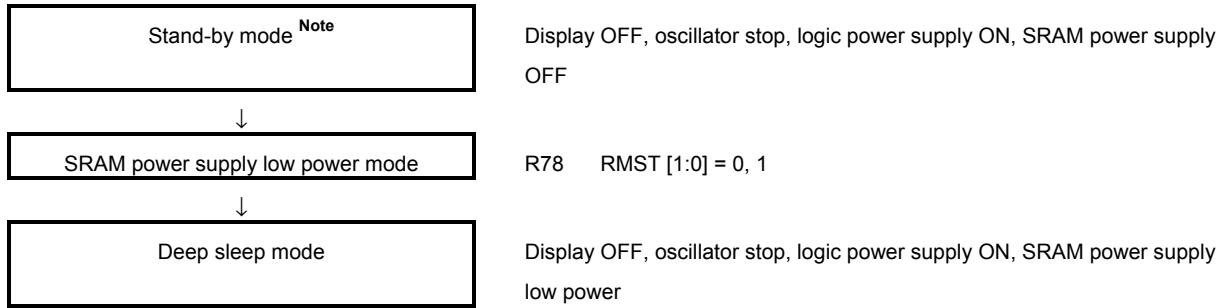 Stand-by mode Note
Display OFF, oscillator stop, logic power supply ON, SRAM power supply
OFF
↓
SRAM power supply low power mode
R78 RMST [1:0] = 0, 1
↓
Deep sleep mode
Display OFF, oscillator stop, logic power supply ON, SRAM power supply
low power